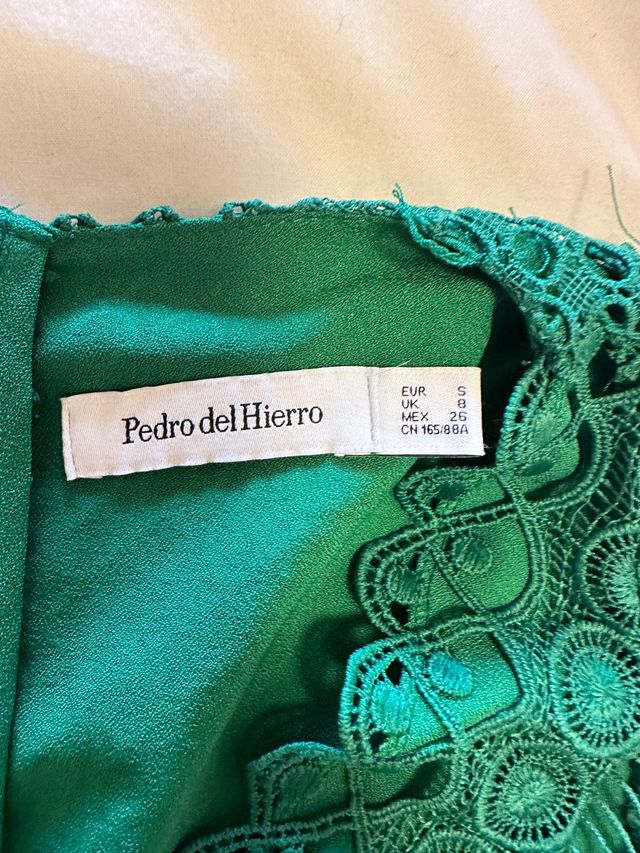 Pedro del Hierro
EUR S
UK 8
MEX 26
CN 165/88A